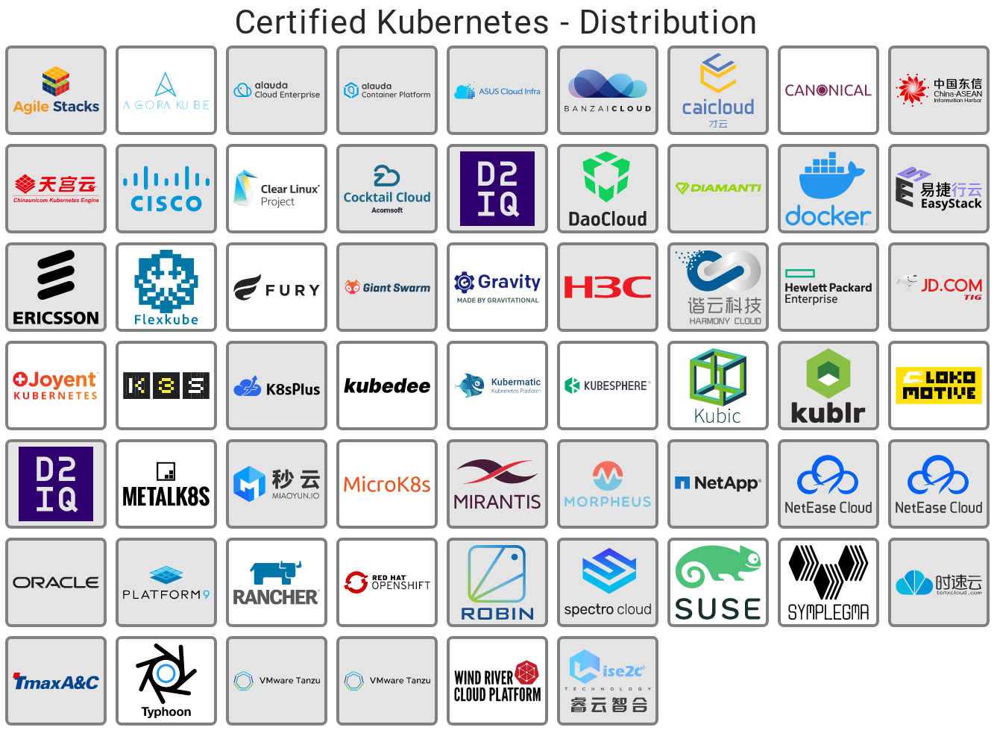 Certified Kubernetes - Distribution
Agile Stacks
AGORA KUBE
alauda
Cloud Enterprise
alauda
Container Platform
ASUS Cloud Infra
BANZAICLOUD
caicloud
才云
CANONICAL
中国东信
China-ASEAN
Information Harbor
天宫云
Chinaunicom Kubernetes Engine
CISCO
Clear Linux*
Project
Cocktail Cloud
Acornsoft
D2
IQ
DaoCloud
DIAMANTI
docker
易捷行云
EasyStack
ERICSSON
Flexkube
FURY
Giant Swarm
Gravity
MADE BY GRAVITATIONAL
H3C
谐云科技
HARMONY CLOUD
Hewlett Packard
Enterprise
JD.COM
TIG
Joyent™
KUBERNETES
K3S
K8sPlus
kubedee
Kubermatic
Kubernetes Platform
KUBESPHERE®
Kubic
kublr
LOKO
MOTIVE
D2
IQ
METALK8S
秒云
MIAOYUN.IO
MicroK8s
MIRANTIS
MORPHEUS
NetApp®
NetEase Cloud
NetEase Cloud
ORACLE
PLATFORM9
RANCHER®
RED HAT®
OPENSHIFT
ROBIN
spectro cloud
SUSE
SYMPLEGMA
时速云
tenxcloud.com
TmaxA&C
Typhoon
VMware Tanzu
VMware Tanzu
WIND RIVER
CLOUD PLATFORM
Wise2c
TECHNOLOGY
睿云智合